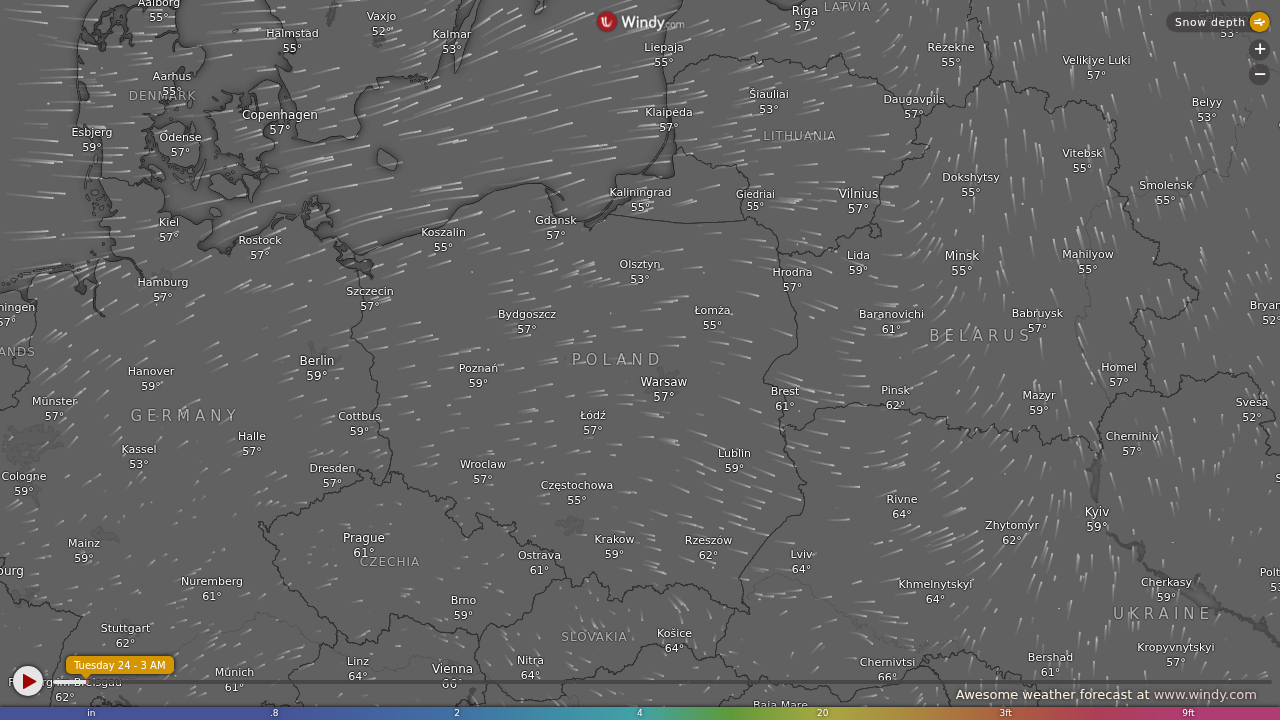 Aalborg
55°
Vaxjo
52°
Halmstad
55°
Kalmar
53°
Windy.com
Riga
57°
LATVIA
Snow depth
53°
Liepaja
55°
Rēzekne
55°
Velikiye Luki
57°
+
−
Aarhus
55°
DENMARK
Copenhagen
57°
Esbjerg
59°
Odense
57°
Šiauliai
53°
Klaipėda
57°
LITHUANIA
Daugavpils
57°
Belyy
53°
Vitebsk
55°
Dokshytsy
55°
Smolensk
55°
Kaliningrad
55°
Giedriai
55°
Vilnius
57°
Kiel
57°
Rostock
57°
Koszalin
55°
Gdansk
57°
Olsztyn
53°
Hrodna
57°
Lida
59°
Minsk
55°
Mahilyow
55°
Hamburg
57°
Szczecin
57°
Bydgoszcz
57°
Łomża
55°
Baranovichi
61°
Babruysk
57°
BELARUS
Berlin
59°
Hanover
59°
Poznań
59°
POLAND
Warsaw
57°
Brest
61°
Pinsk
62°
Homel
57°
Mazyr
59°
Münster
57°
GERMANY
Cottbus
59°
Łódź
57°
Svesa
52°
Chernihiv
57°
Kassel
53°
Halle
57°
Dresden
57°
Wroclaw
57°
Lublin
59°
Cologne
59°
Częstochowa
55°
Rivne
64°
Kyiv
59°
Zhytomyr
62°
Mainz
59°
Prague
61°
CZECHIA
Ostrava
61°
Krakow
59°
Rzeszów
62°
Lviv
64°
Nuremberg
61°
Brno
59°
Khmelnytskyi
64°
Cherkasy
59°
UKRAINE
Stuttgart
62°
SLOVAKIA
Košice
64°
Kropyvnytskyi
57°
Tuesday 24 - 3 AM
62°
Munich
61°
Linz
64°
Vienna
66°
Nitra
64°
Chernivtsi
66°
Bershad
61°
Baia Mare
Awesome weather forecast at www.windy.com
in .8 2 4 20 3ft 9ft